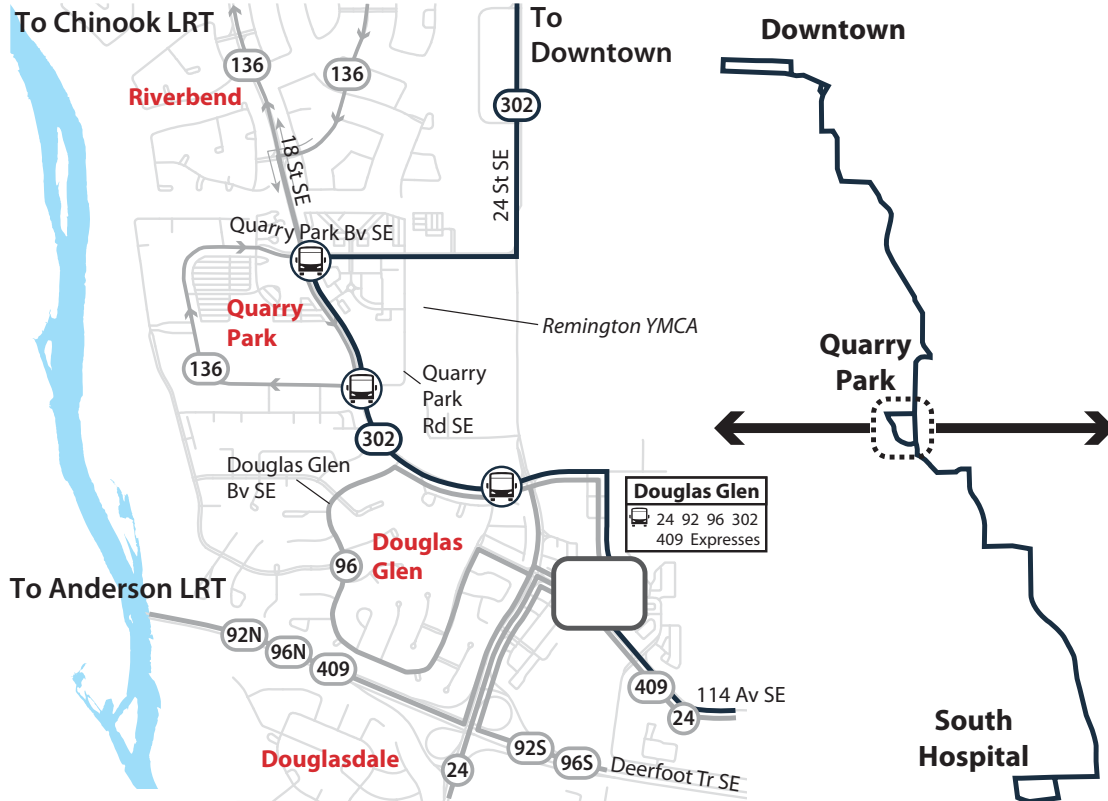 To Chinook LRT
To
Downtown
Downtown
136
136
Riverbend
302
18 St SE
24 St SE
Quarry Park Bv SE
Quarry
Park
Remington YMCA
Quarry
Park
136
Quarry
Park
Rd SE
302
Douglas Glen
Bv SE
Douglas Glen
24 92 96 302
409 Expresses
Douglas
Glen
96
To Anderson LRT
92N
96N
409
409
114 Av SE
24
South
Hospital
Douglasdale
24
92S
96S
Deerfoot Tr SE